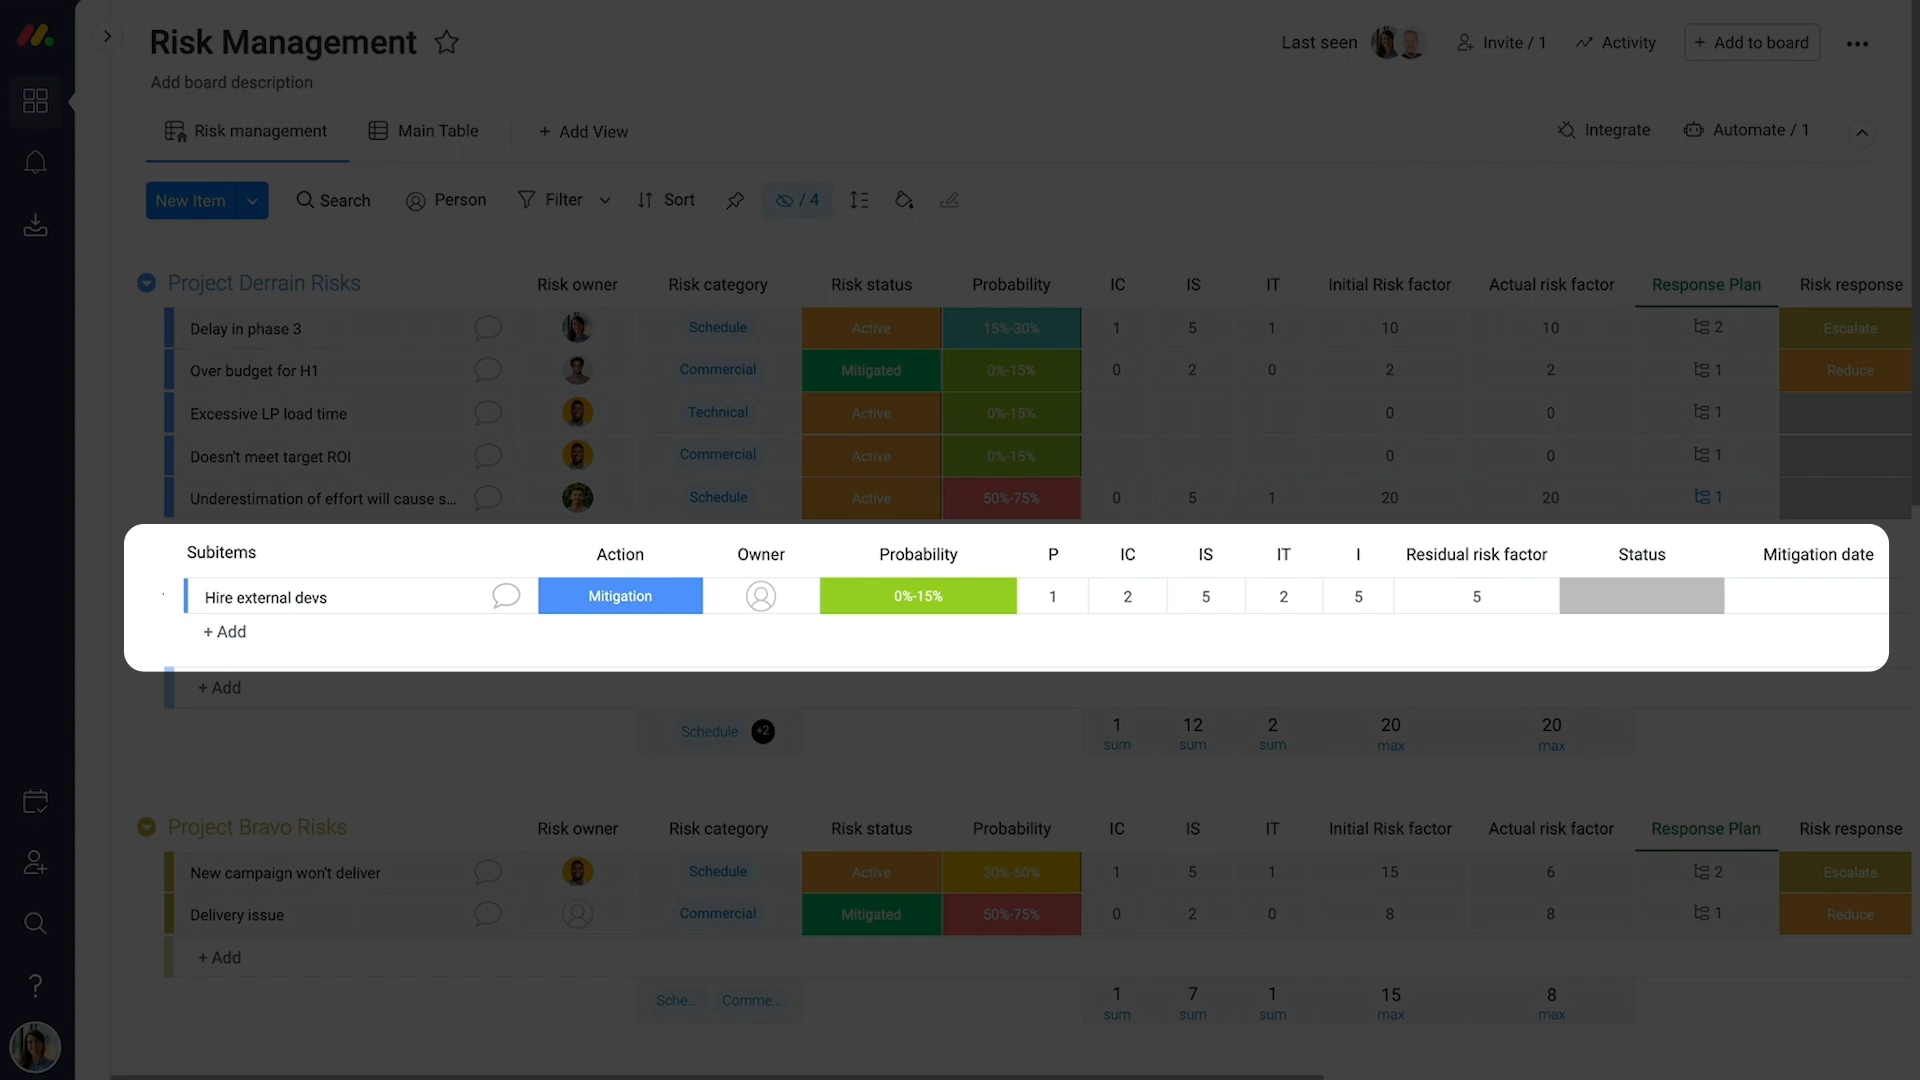 Risk Management
Last seen
Invite / 1
Activity
+ Add to board
Add board description
Risk management
Main Table
+ Add View
Integrate
Automate / 1
New Item
Search
Person
Filter
Sort
/ 4
Project Derrain Risks Risk owner Risk category Risk status Probability IC IS IT Initial Risk factor Actual risk factor Response Plan Risk response
Delay in phase 3 Schedule Active 15%-30% 1 5 1 10 10 2 Escalate
Over budget for H1 Commercial Mitigated 0%-15% 0 2 0 2 2 1 Reduce
Excessive LP load time Technical Active 0%-15% 0 0 1
Doesn't meet target ROI Commercial Active 0%-15% 0 0 1
Underestimation of effort will cause s... Schedule Active 50%-75% 0 5 1 20 20 1
Subitems Action Owner Probability P IC IS IT I Residual risk factor Status Mitigation date
Hire external devs Mitigation 0%-15% 1 2 5 2 5 5
+ Add
+ Add
Schedule +2 1 12 2 20 20
sum sum sum max max
Project Bravo Risks Risk owner Risk category Risk status Probability IC IS IT Initial Risk factor Actual risk factor Response Plan Risk response
New campaign won't deliver Schedule Active 30%-50% 1 5 1 15 6 2 Escalate
Delivery issue Commercial Mitigated 50%-75% 0 2 0 8 8 1 Reduce
+ Add
Sche... Comme... 1 7 1 15 8
sum sum sum max max